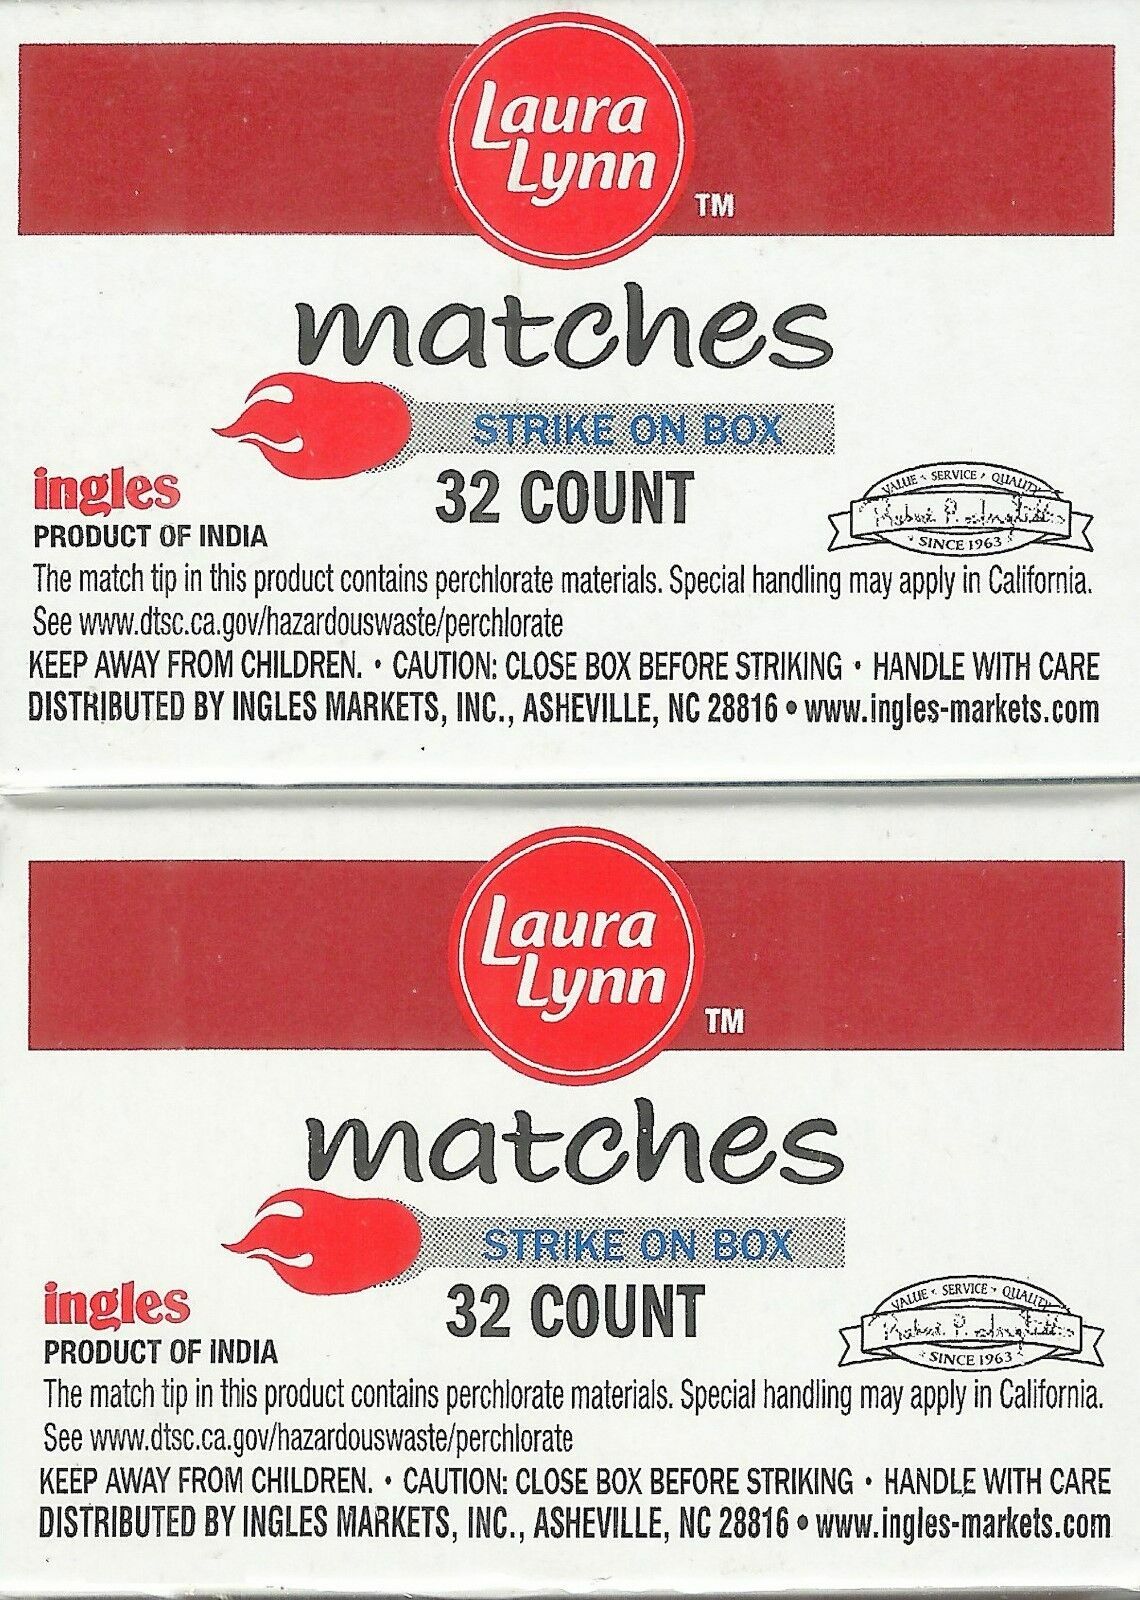 Laura
Lynn
TM
matches
STRIKE ON BOX
32 COUNT
ingles
PRODUCT OF INDIA
VALUE • SERVICE • QUALITY
SINCE 1963
The match tip in this product contains perchlorate materials. Special handling may apply in California.
See www.dtsc.ca.gov/hazardouswaste/perchlorate
KEEP AWAY FROM CHILDREN. • CAUTION: CLOSE BOX BEFORE STRIKING • HANDLE WITH CARE
DISTRIBUTED BY INGLES MARKETS, INC., ASHEVILLE, NC 28816 • www.ingles-markets.com
Laura
Lynn
TM
matches
STRIKE ON BOX
32 COUNT
ingles
PRODUCT OF INDIA
VALUE • SERVICE • QUALITY
SINCE 1963
The match tip in this product contains perchlorate materials. Special handling may apply in California.
See www.dtsc.ca.gov/hazardouswaste/perchlorate
KEEP AWAY FROM CHILDREN. • CAUTION: CLOSE BOX BEFORE STRIKING • HANDLE WITH CARE
DISTRIBUTED BY INGLES MARKETS, INC., ASHEVILLE, NC 28816 • www.ingles-markets.com